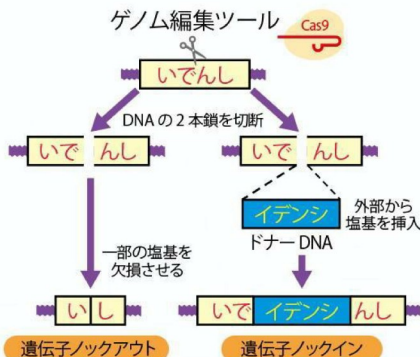 ゲノム編集ツール
Cas9
いでんし
DNAの2本鎖を切断
いで んし
いで んし
イデンシ
外部から
塩基を挿入
ドナーDNA
一部の塩基を
欠損させる
いし
いでイデンシんし
遺伝子ノックアウト
遺伝子ノックイン